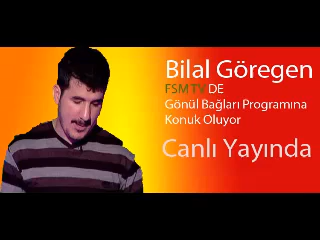 Bilal Göregen
FSM TV DE
Gönül Bağları Programına
Konuk Oluyor
Canlı Yayında